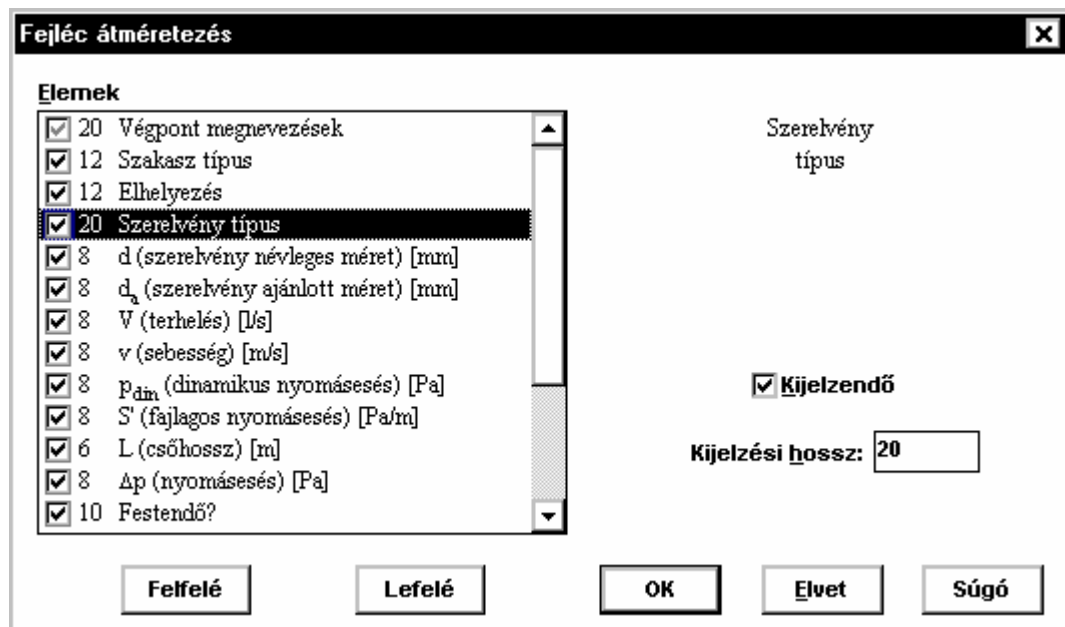 Fejléc átméretezés
Elemek
20 Végpont megnevezések
12 Szakasz típus
12 Elhelyezés
20 Szerelvény típus
8 d (szerelvény névleges méret) [mm]
8 da (szerelvény ajánlott méret) [mm]
8 V (terhelés) [l/s]
8 v (sebesség) [m/s]
8 pdin (dinamikus nyomásesés) [Pa]
8 S' (fajlagos nyomásesés) [Pa/m]
6 L (csőhossz) [m]
8 Δp (nyomásesés) [Pa]
10 Festendő?
Szerelvény
típus
Kijelzendő
Kijelzési hossz: 20
Felfelé Lefelé OK Elvet Súgó